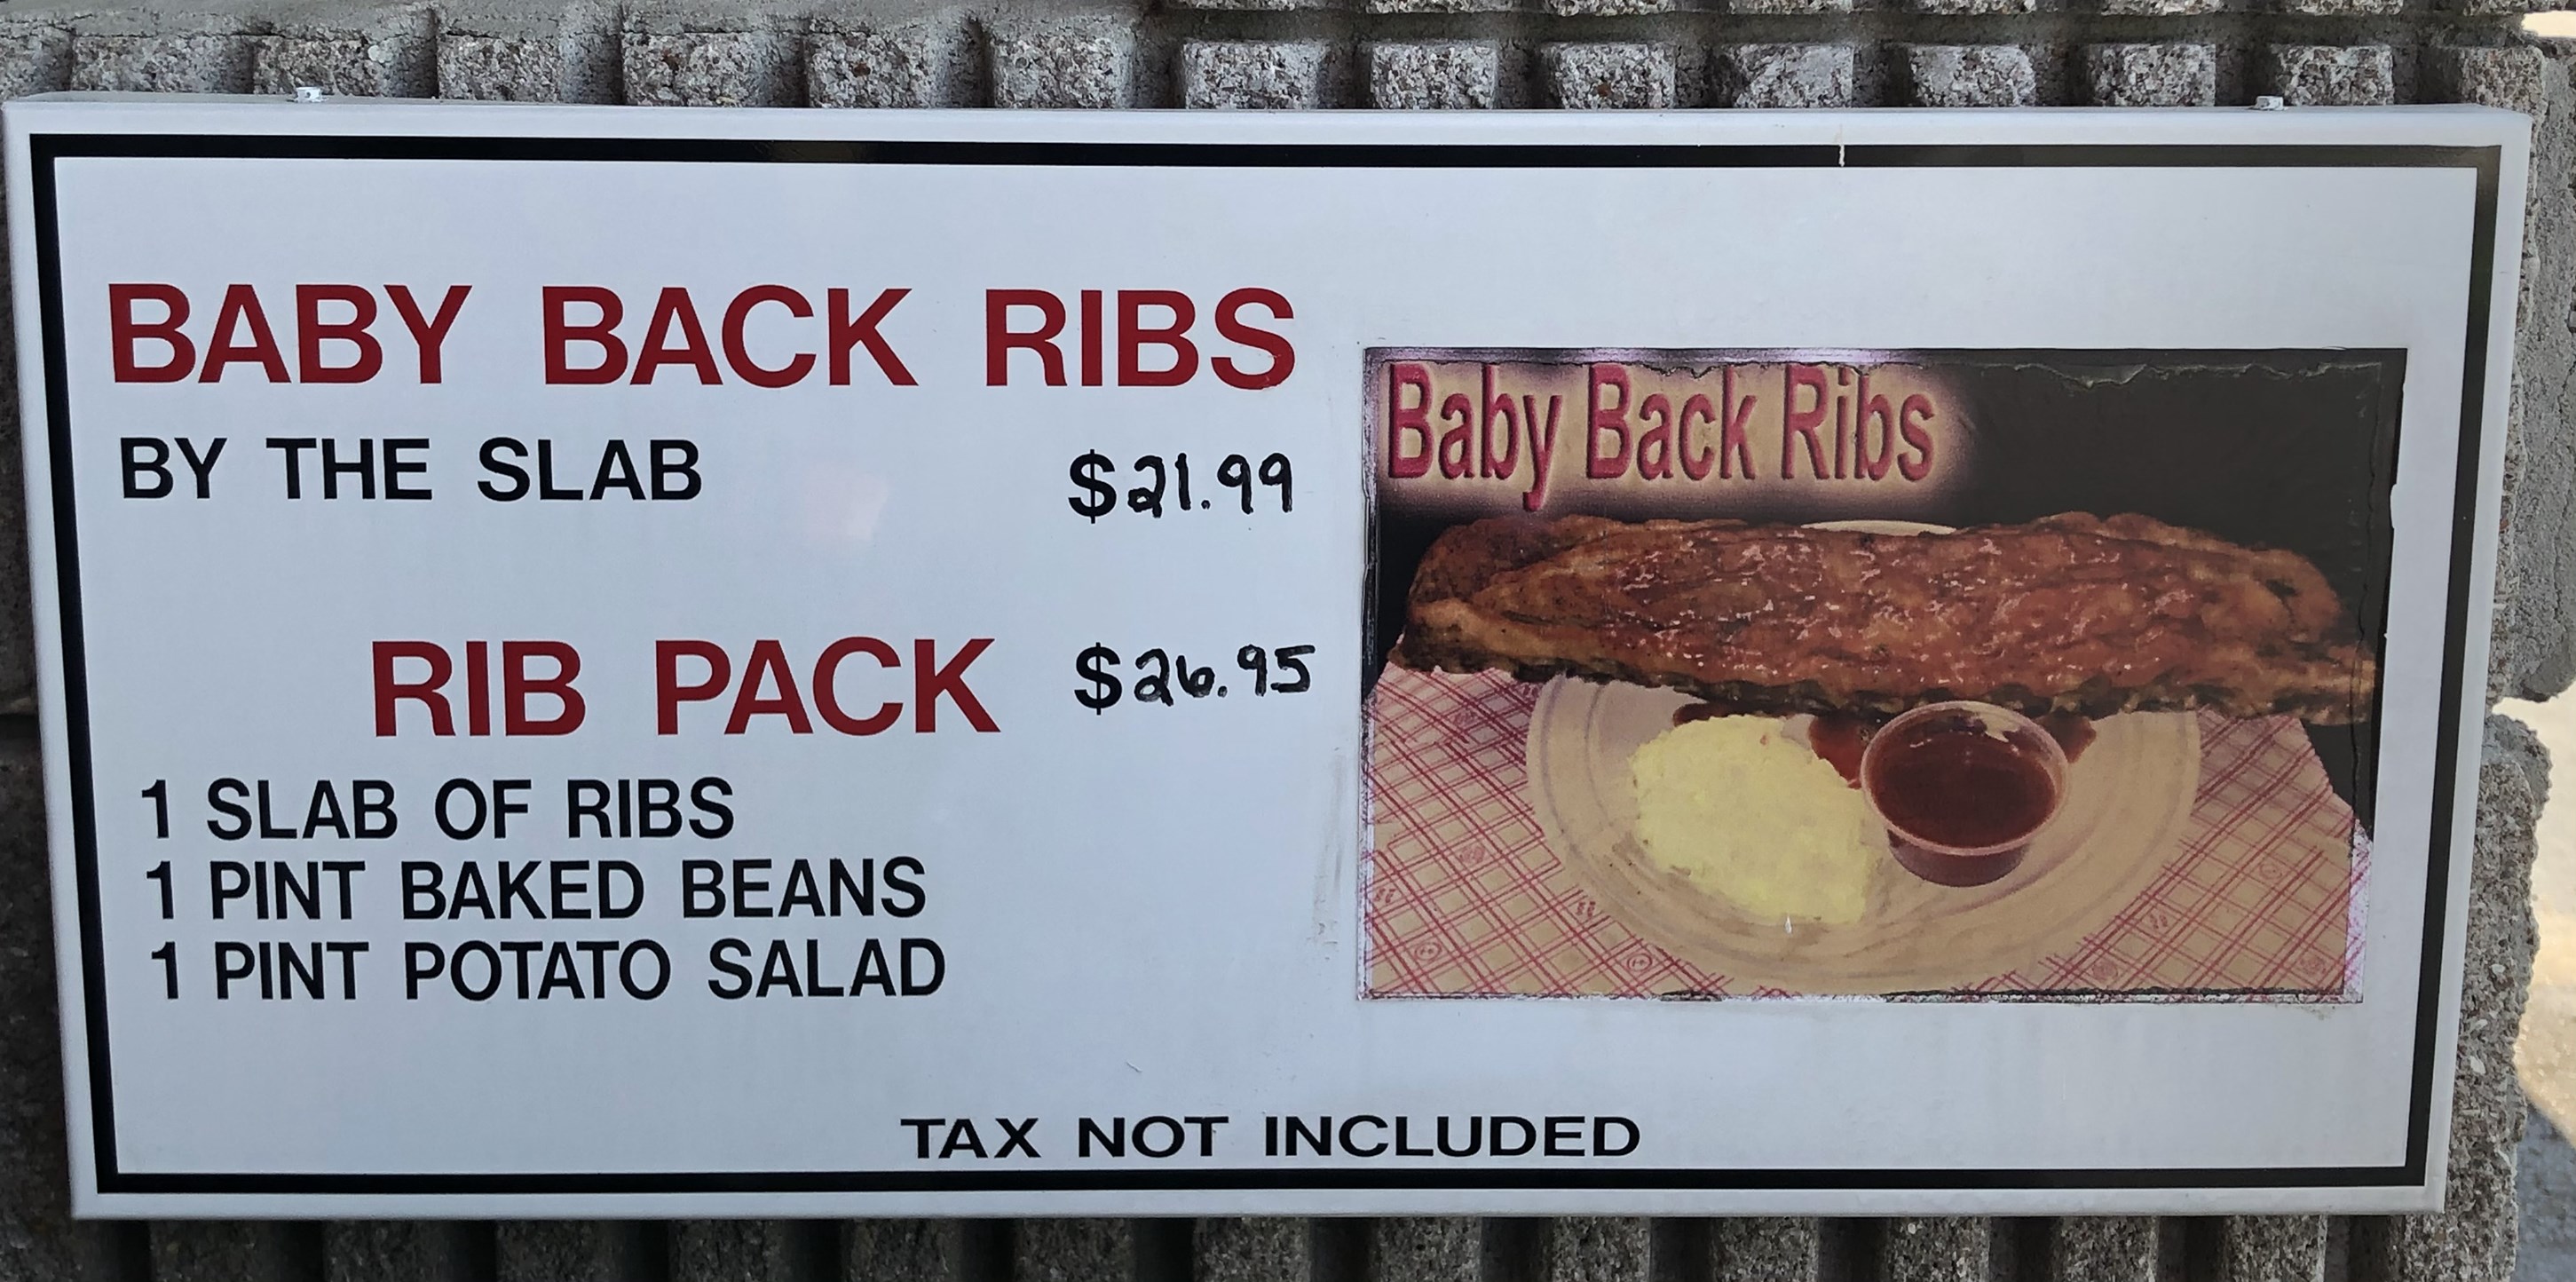 BABY BACK RIBS
BY THE SLAB $21.99
RIB PACK $26.95
1 SLAB OF RIBS
1 PINT BAKED BEANS
1 PINT POTATO SALAD
Baby Back Ribs
TAX NOT INCLUDED